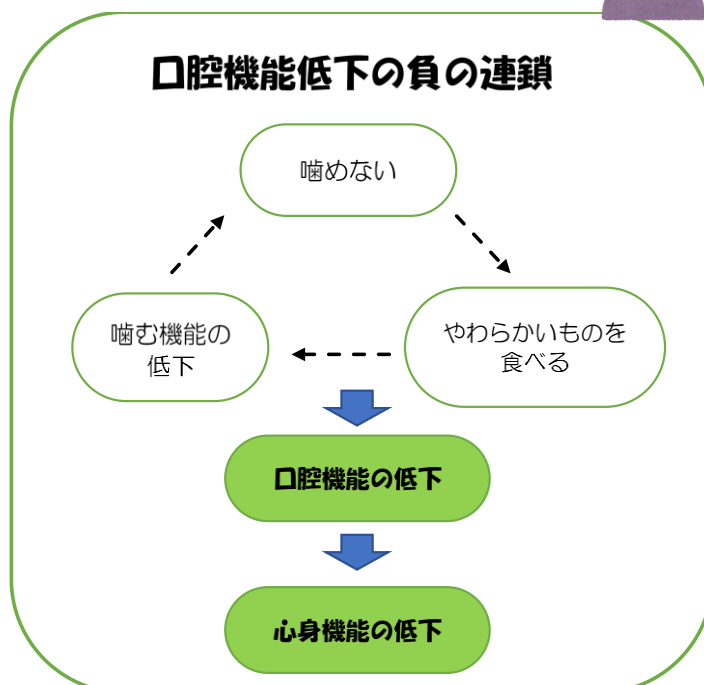 口腔機能低下の負の連鎖
噛めない
噛む機能の
低下
やわらかいものを
食べる
口腔機能の低下
心身機能の低下